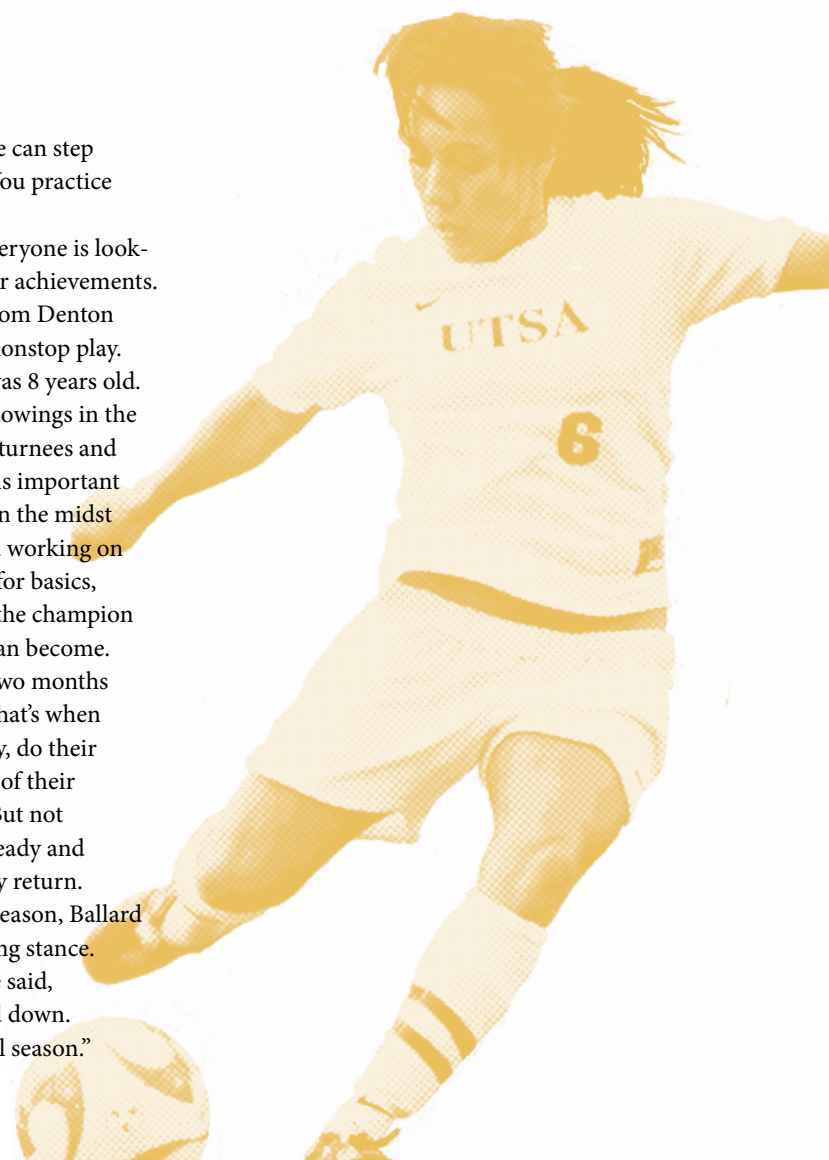 e can step
ou practice
eryone is look-
r achievements.
om Denton
onstop play.
as 8 years old.
owings in the
turnees and
s important
n the midst
working on
for basics,
the champion
an become.
wo months
hat’s when
y, do their
of their
But not
eady and
y return.
eason, Ballard
ng stance.
said,
down.
l season.”
UTSA
6